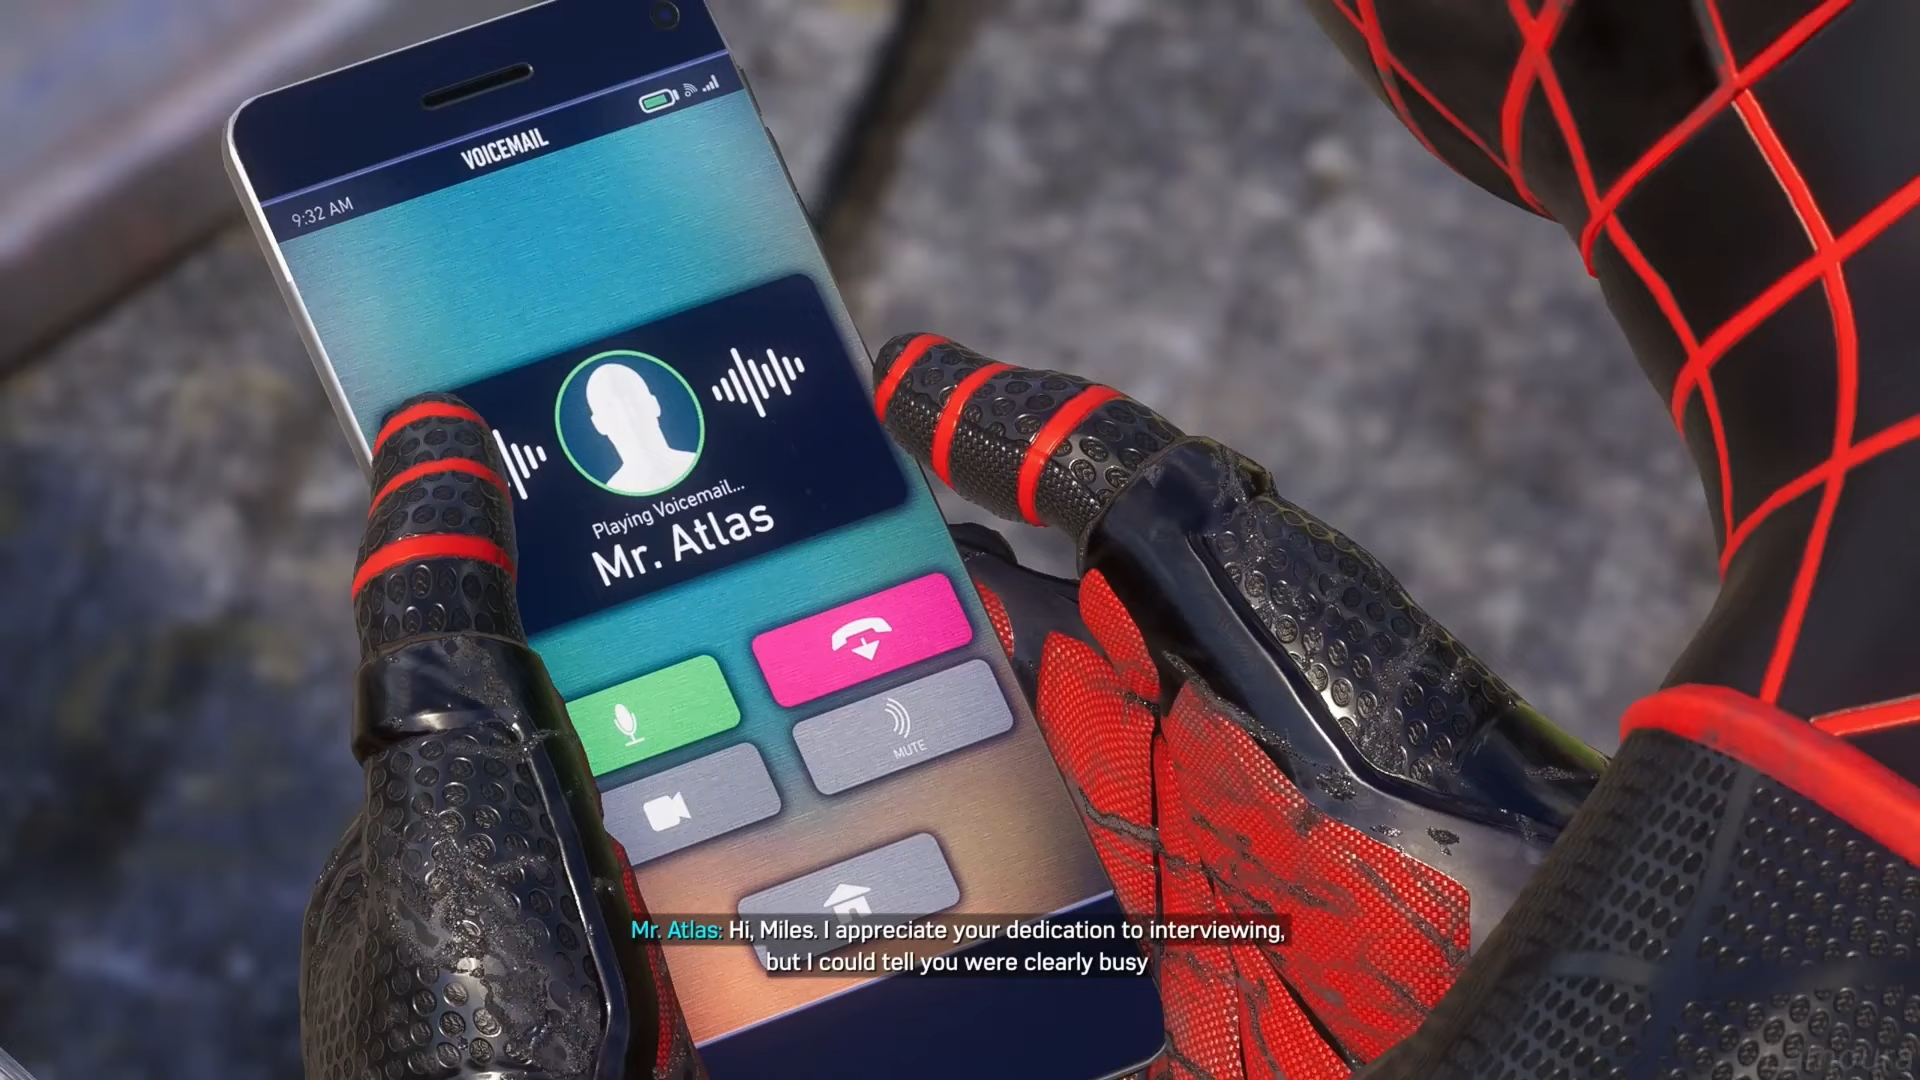 VOICEMAIL
9:32 AM
Playing Voicemail...
Mr. Atlas
MUTE
Mr. Atlas: Hi, Miles. I appreciate your dedication to interviewing,
but I could tell you were clearly busy